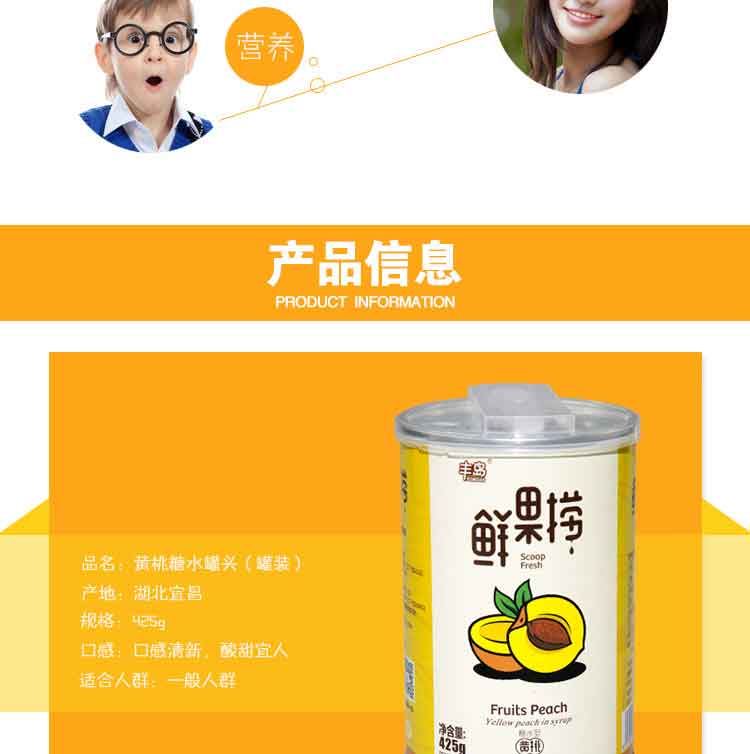 营养
产品信息
PRODUCT INFORMATION
品名：黄桃糖水罐头（罐装）
产地：湖北宜昌
规格：425g
口感：口感清新，酸甜宜人
适合人群：一般人群
丰岛
鲜果捞
Scoop
Fresh
Fruits Peach
Yellow peach in syrup
糖水型
净含量:
425g
黄桃